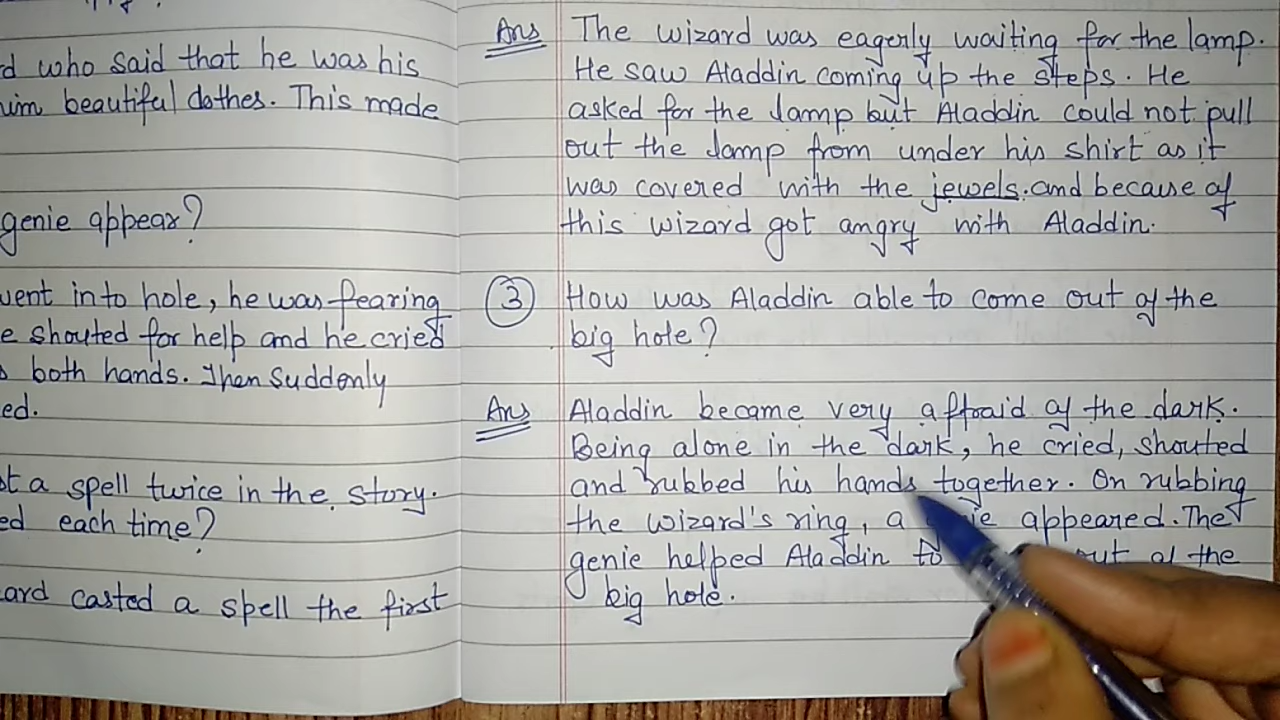 d who said that he was his
him beautiful clothes. This made
genie appear?
went into hole, he was fearing
e shouted for help and he cried
both hands. Then suddenly
ed.
st a spell twice in the story.
ed each time?
ard casted a spell the first
Ans The wizard was eagerly waiting for the lamp.
He saw Aladdin coming up the steps. He
asked for the lamp but Aladdin could not pull
out the lamp from under his shirt as it
was covered with the jewels. and because of
this wizard got angry with Aladdin.
3 How was Aladdin able to come out of the
big hole?
Ans Aladdin became very affraid of the dark.
Being alone in the dark, he cried, shouted
and rubbed his hands together. On rubbing
the wizard's ring, a appeared. The
genie helped Aladdin to out of the
big hole.